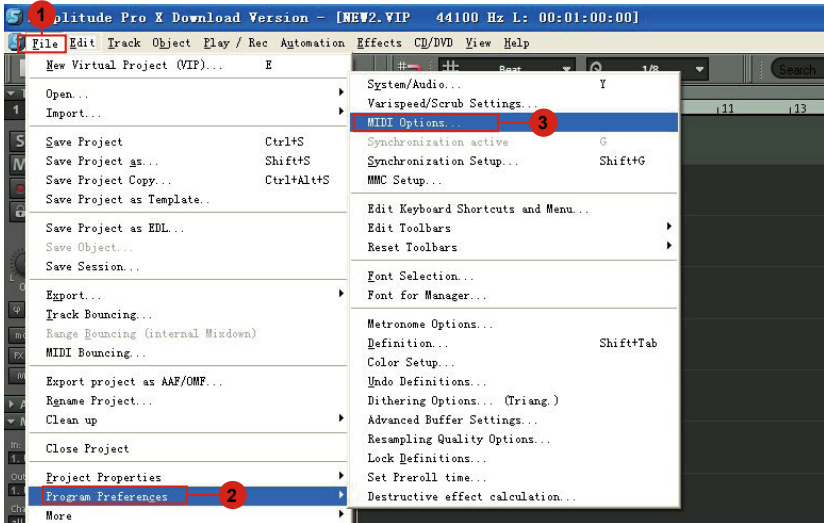 1 plitude Pro X Download Version - [NEW2.VIP 44100 Hz L: 00:01:00:00]
File Edit Track Object Play / Rec Automation Effects CD/DVD View Help
New Virtual Project (VIP)... E
Beat 1/8 Search
Open...
Import...
Save Project Ctrl+S
Save Project as... Shift+S
Save Project Copy... Ctrl+Alt+S
Save Project as Template..
Save Project as EDL...
Save Object...
Save Session...
Export...
Track Bouncing...
Range Bouncing (internal Mixdown)
MIDI Bouncing...
Export project as AAF/OMF...
Rename Project...
Clean up
Close Project
Project Properties
Program Preferences 2
More
System/Audio... Y
Varispeed/Scrub Settings...
MIDI Options... 3
Synchronization active G
Synchronization Setup... Shift+G
MMC Setup...
Edit Keyboard Shortcuts and Menu...
Edit Toolbars
Reset Toolbars
Font Selection...
Font for Manager...
Metronome Options...
Definition... Shift+Tab
Color Setup...
Undo Definitions...
Dithering Options... (Triang.)
Advanced Buffer Settings...
Resampling Quality Options...
Lock Definitions...
Set Preroll time...
Destructive effect calculation...
11 13
1
S
M
L
In: